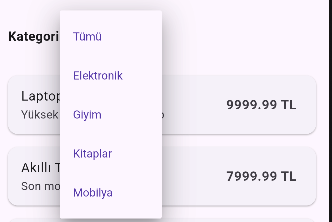 Kategori
Tümü
Elektronik
Giyim
Kitaplar
Mobilya
Laptop
9999.99 TL
Yüksek
Akıllı T
7999.99 TL
Son mo